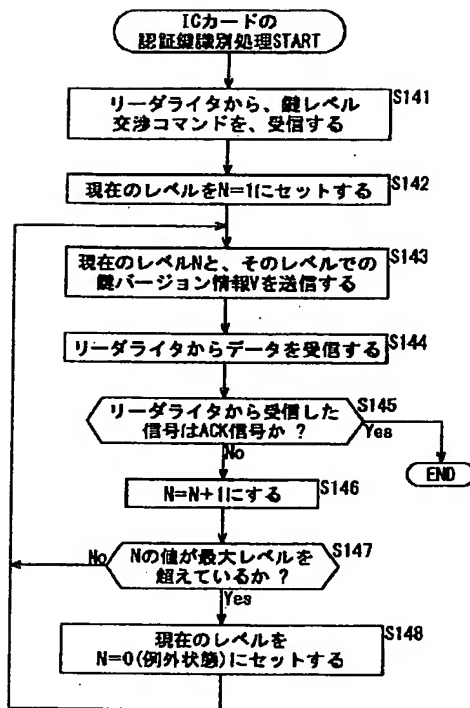 ICカードの
認証鍵識別処理START
S141
リーダライタから、鍵レベル
交渉コマンドを、受信する
S142
現在のレベルをN=1にセットする
S143
現在のレベルNと、そのレベルでの
鍵バージョン情報Vを送信する
S144
リーダライタからデータを受信する
S145
リーダライタから受信した
信号はACK信号か ?
Yes
No
END
S146
N=N+1にする
S147
No
Nの値が最大レベルを
超えているか ?
Yes
S148
現在のレベルを
N=0(例外状態)にセットする